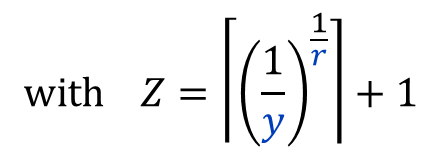 with Z = ⌈(1/y)^(1/r)⌉ + 1